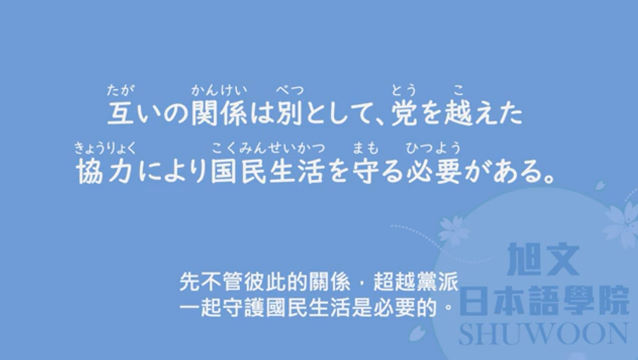 たが かんけい べつ とう こ
互いの関係は別として、党を越えた
きょうりょく こくみんせいかつ まも ひつよう
協力により国民生活を守る必要がある。
先不管彼此的關係，超越黨派
一起守護國民生活是必要的。
旭文
日本語學院
SHUWOON